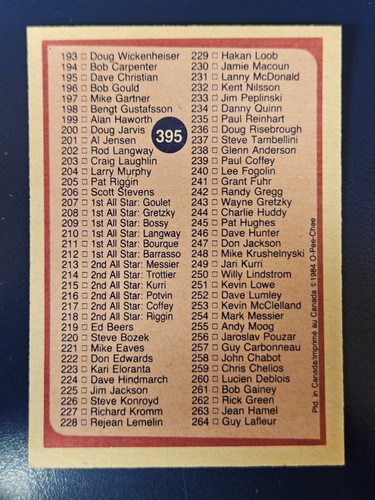 193 □ Doug Wickenheiser
194 □ Bob Carpenter
195 □ Dave Christian
196 □ Bob Gould
197 □ Mike Gartner
198 □ Bengt Gustafsson
199 □ Alan Haworth
200 □ Doug Jarvis
201 □ Al Jensen
202 □ Rod Langway
203 □ Craig Laughlin
204 □ Larry Murphy
205 □ Pat Riggin
206 □ Scott Stevens
207 □ 1st All Star: Goulet
208 □ 1st All Star: Gretzky
209 □ 1st All Star: Bossy
210 □ 1st All Star: Langway
211 □ 1st All Star: Bourque
212 □ 1st All Star: Barrasso
213 □ 2nd All Star: Messier
214 □ 2nd All Star: Trottier
215 □ 2nd All Star: Kurri
216 □ 2nd All Star: Potvin
217 □ 2nd All Star: Coffey
218 □ 2nd All Star: Riggin
219 □ Ed Beers
220 □ Steve Bozek
221 □ Mike Eaves
222 □ Don Edwards
223 □ Kari Eloranta
224 □ Dave Hindmarch
225 □ Jim Jackson
226 □ Steve Konroyd
227 □ Richard Kromm
228 □ Rejean Lemelin
395
229 □ Hakan Loob
230 □ Jamie Macoun
231 □ Lanny McDonald
232 □ Kent Nilsson
233 □ Jim Peplinski
234 □ Danny Quinn
235 □ Paul Reinhart
236 □ Doug Risebrough
237 □ Steve Tambellini
238 □ Glenn Anderson
239 □ Paul Coffey
240 □ Lee Fogolin
241 □ Grant Fuhr
242 □ Randy Gregg
243 □ Wayne Gretzky
244 □ Charlie Huddy
245 □ Pat Hughes
246 □ Dave Hunter
247 □ Don Jackson
248 □ Mike Krushelnyski
249 □ Jari Kurri
250 □ Willy Lindstrom
251 □ Kevin Lowe
252 □ Dave Lumley
253 □ Kevin McClelland
254 □ Mark Messier
255 □ Andy Moog
256 □ Jaroslav Pouzar
257 □ Guy Carbonneau
258 □ John Chabot
259 □ Chris Chelios
260 □ Lucien Deblois
261 □ Bob Gainey
262 □ Rick Green
263 □ Jean Hamel
264 □ Guy Lafleur
Ptd. in Canada/Imprimé au Canada ©1984 O-Pee-Chee